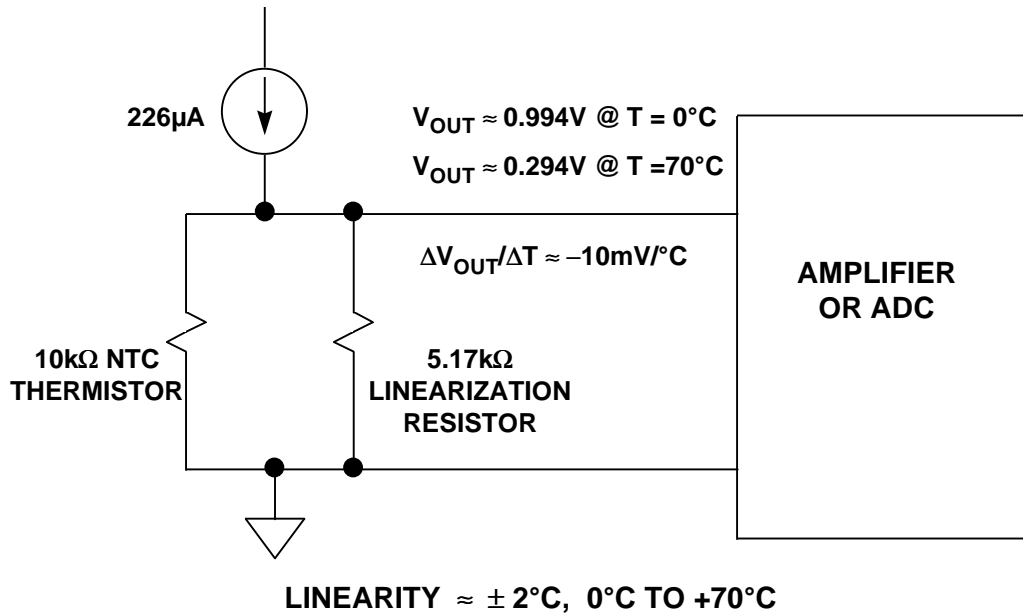 226µA
V_OUT ≈ 0.994V @ T = 0°C
V_OUT ≈ 0.294V @ T =70°C
ΔV_OUT/ΔT ≈ −10mV/°C
AMPLIFIER
OR ADC
10kΩ NTC
THERMISTOR
5.17kΩ
LINEARIZATION
RESISTOR
LINEARITY ≈ ± 2°C, 0°C TO +70°C